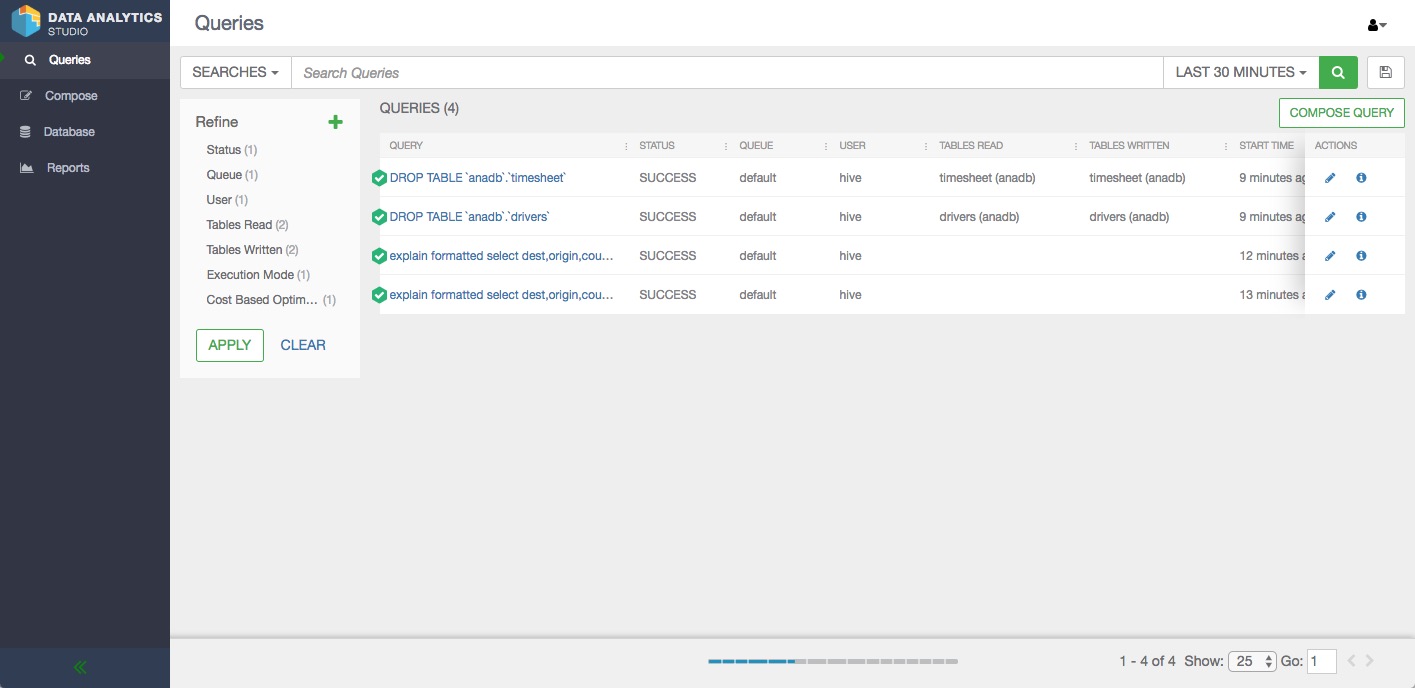 DATA ANALYTICS
STUDIO
Queries
Queries
Compose
Database
Reports
SEARCHES
Search Queries
LAST 30 MINUTES
Refine
Status (1)
Queue (1)
User (1)
Tables Read (2)
Tables Written (2)
Execution Mode (1)
Cost Based Optim... (1)
APPLY CLEAR
QUERIES (4)
COMPOSE QUERY
QUERY STATUS QUEUE USER TABLES READ TABLES WRITTEN START TIME ACTIONS
DROP TABLE `anadb`.`timesheet` SUCCESS default hive timesheet (anadb) timesheet (anadb) 9 minutes ag
DROP TABLE `anadb`.`drivers` SUCCESS default hive drivers (anadb) drivers (anadb) 9 minutes ag
explain formatted select dest,origin,cou... SUCCESS default hive 12 minutes a
explain formatted select dest,origin,cou... SUCCESS default hive 13 minutes a
1 - 4 of 4 Show: 25 Go: 1